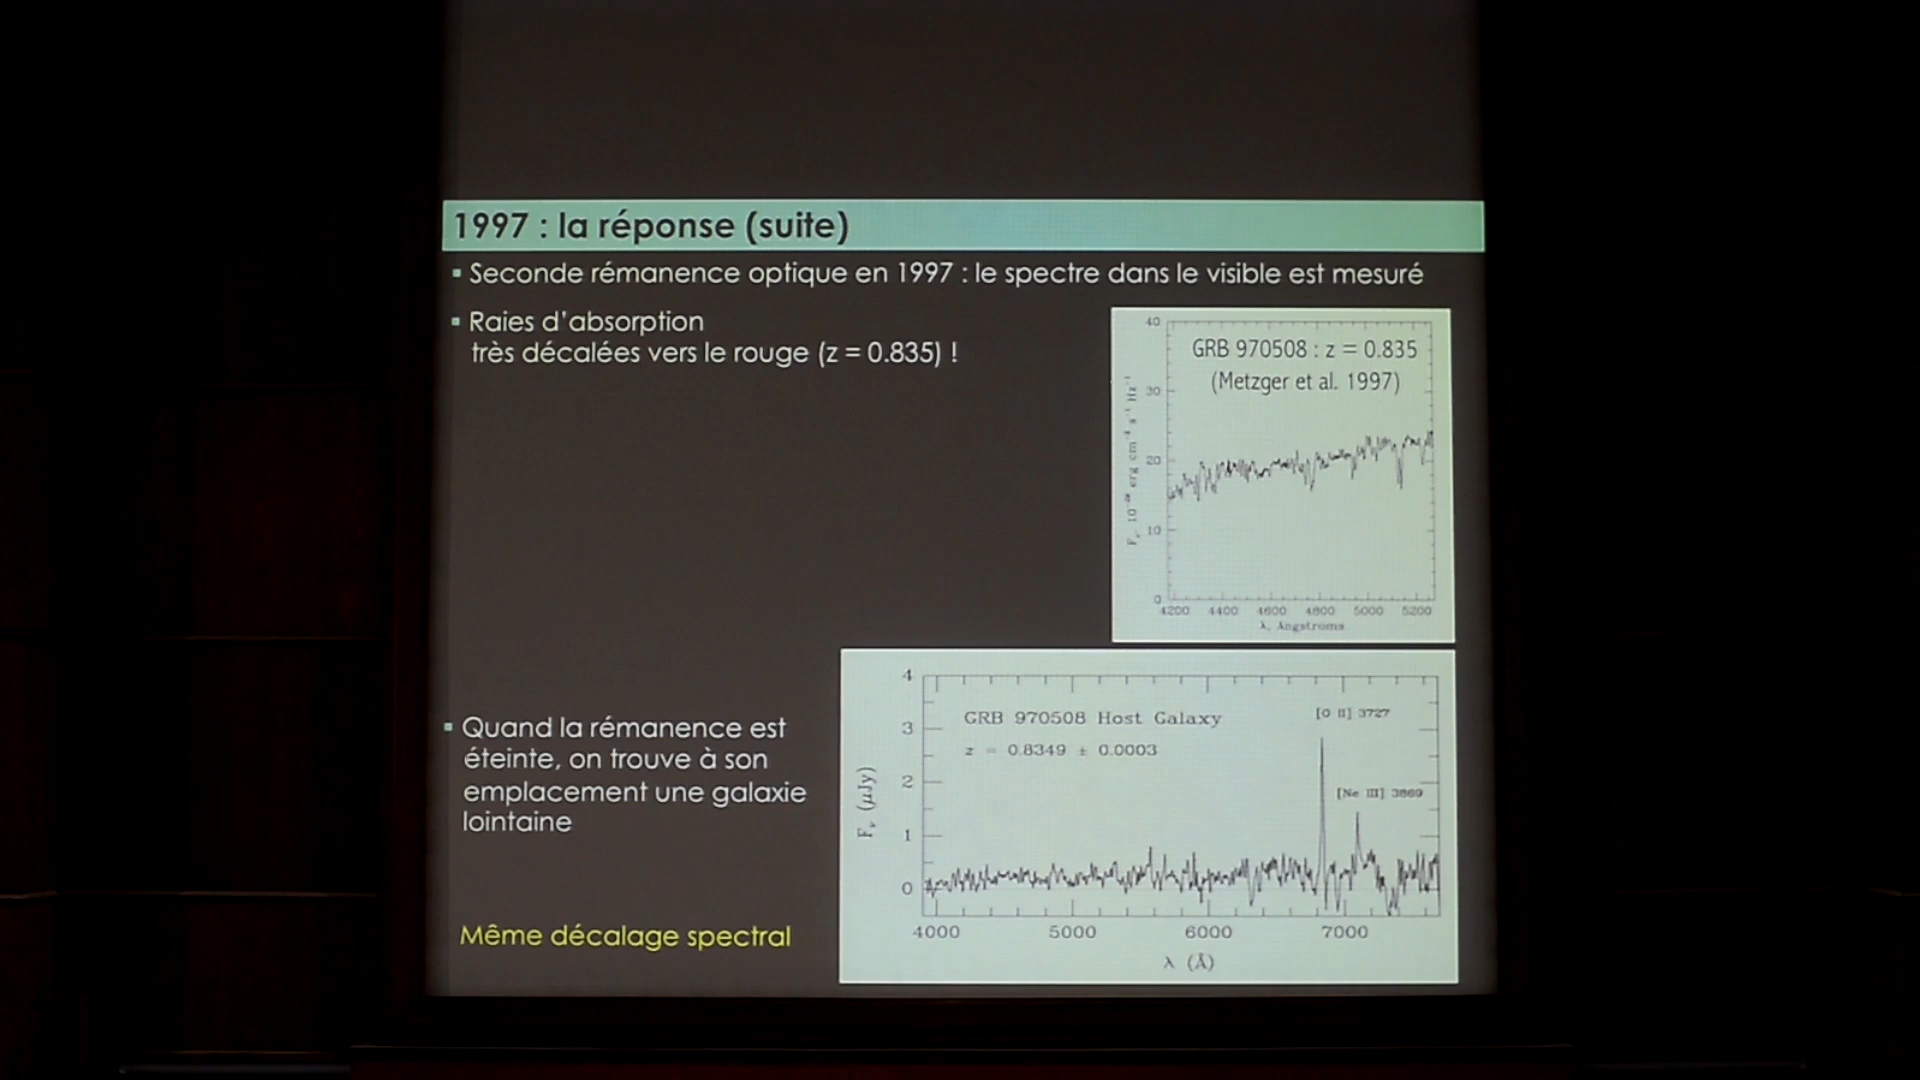 1997 : la réponse (suite)
▪ Seconde rémanence optique en 1997 : le spectre dans le visible est mesuré
▪ Raies d'absorption
très décalées vers le rouge (z = 0.835) !
40
30
20
10
0
GRB 970508 : z = 0.835
(Metzger et al. 1997)
4200 4400 4600 4800 5000 5200
λ, Angstroms
▪ Quand la rémanence est
éteinte, on trouve à son
emplacement une galaxie
lointaine
Même décalage spectral
4
3
2
1
0
Fν (μJy)
GRB 970508 Host Galaxy
z = 0.8349 ± 0.0003
[O II] 3727
[Ne III] 3869
4000 5000 6000 7000
λ (Å)